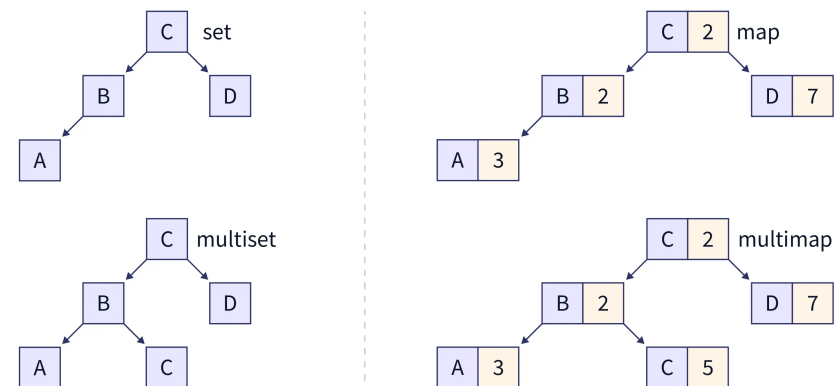 C set
B D
A
C 2 map
B 2 D 7
A 3
C multiset
B D
A C
C 2 multimap
B 2 D 7
A 3 C 5